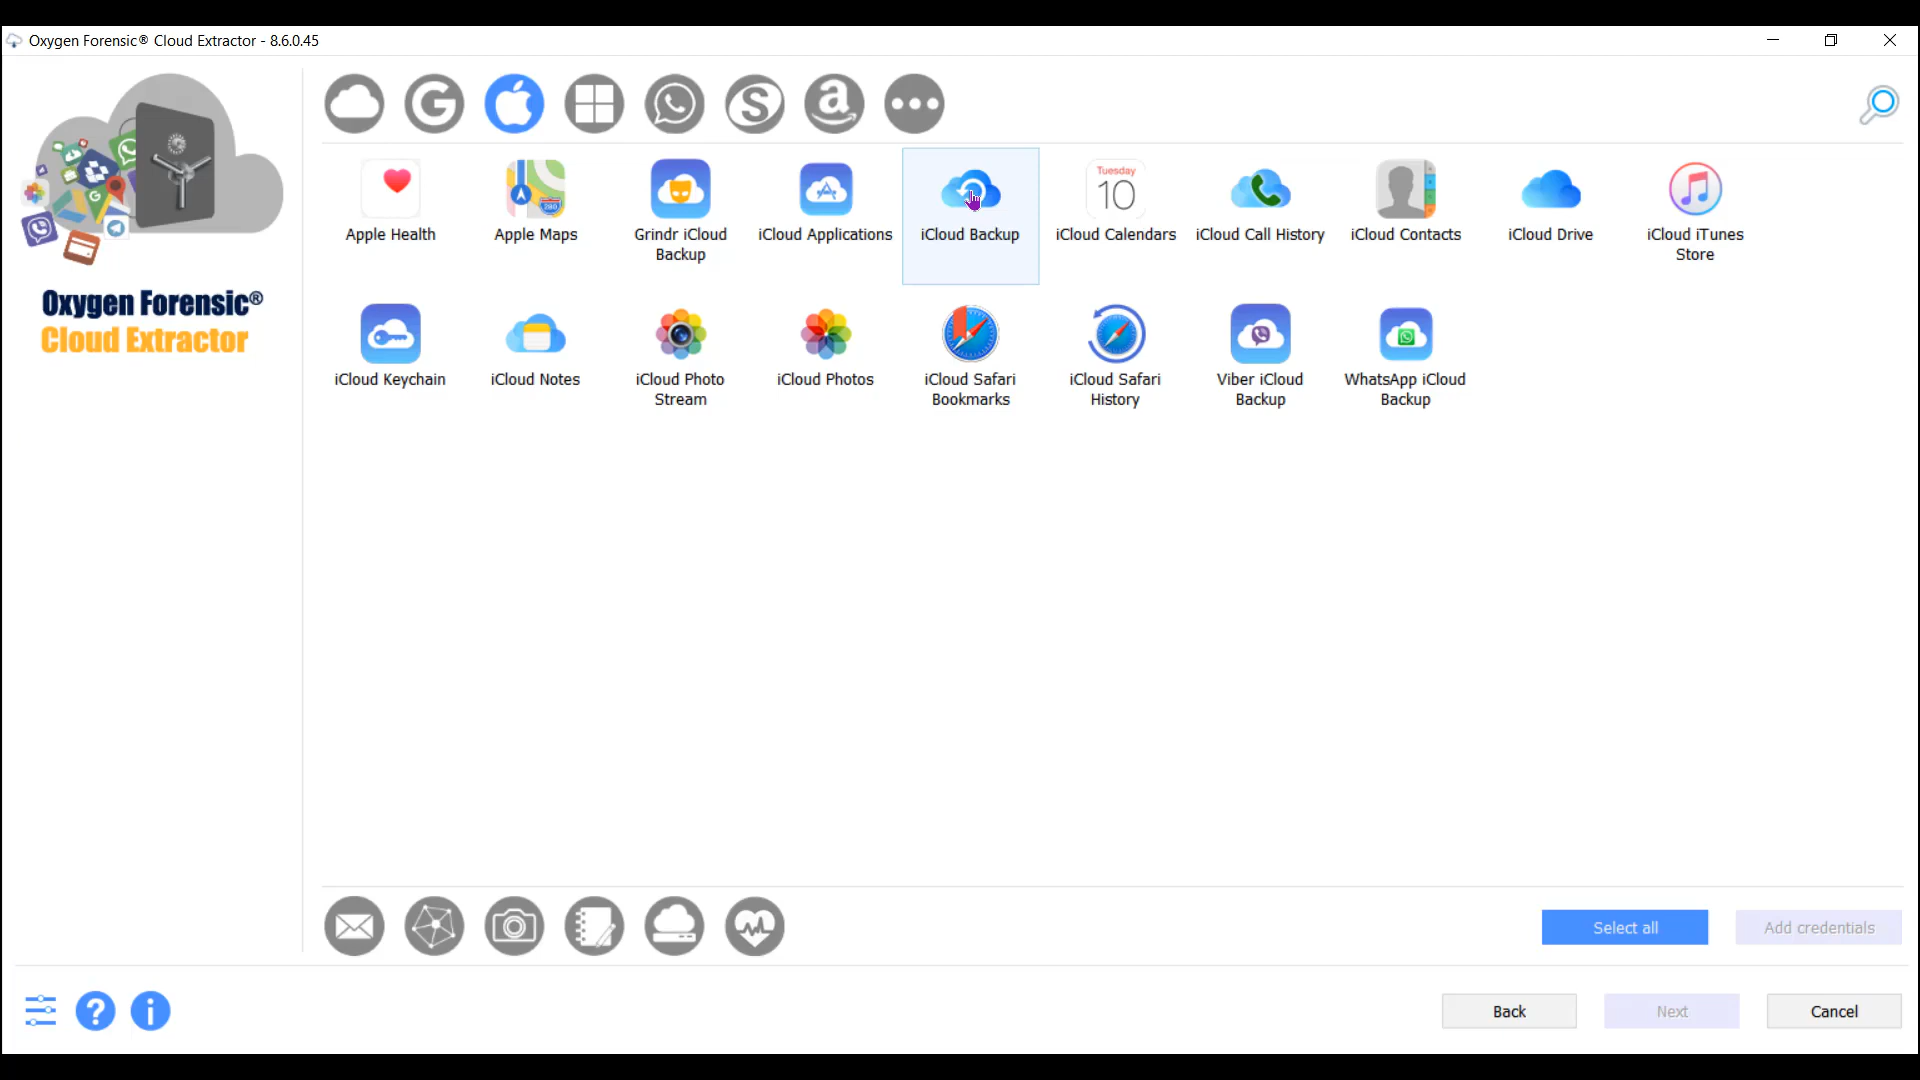 Oxygen Forensic® Cloud Extractor - 8.6.0.45
Oxygen Forensic®
Cloud Extractor
Apple Health
Apple Maps
Grindr iCloud
Backup
iCloud Applications
iCloud Backup
Tuesday
10
iCloud Calendars
iCloud Call History
iCloud Contacts
iCloud Drive
iCloud iTunes
Store
iCloud Keychain
iCloud Notes
iCloud Photo
Stream
iCloud Photos
iCloud Safari
Bookmarks
iCloud Safari
History
Viber iCloud
Backup
WhatsApp iCloud
Backup
Select all
Add credentials
Back
Next
Cancel